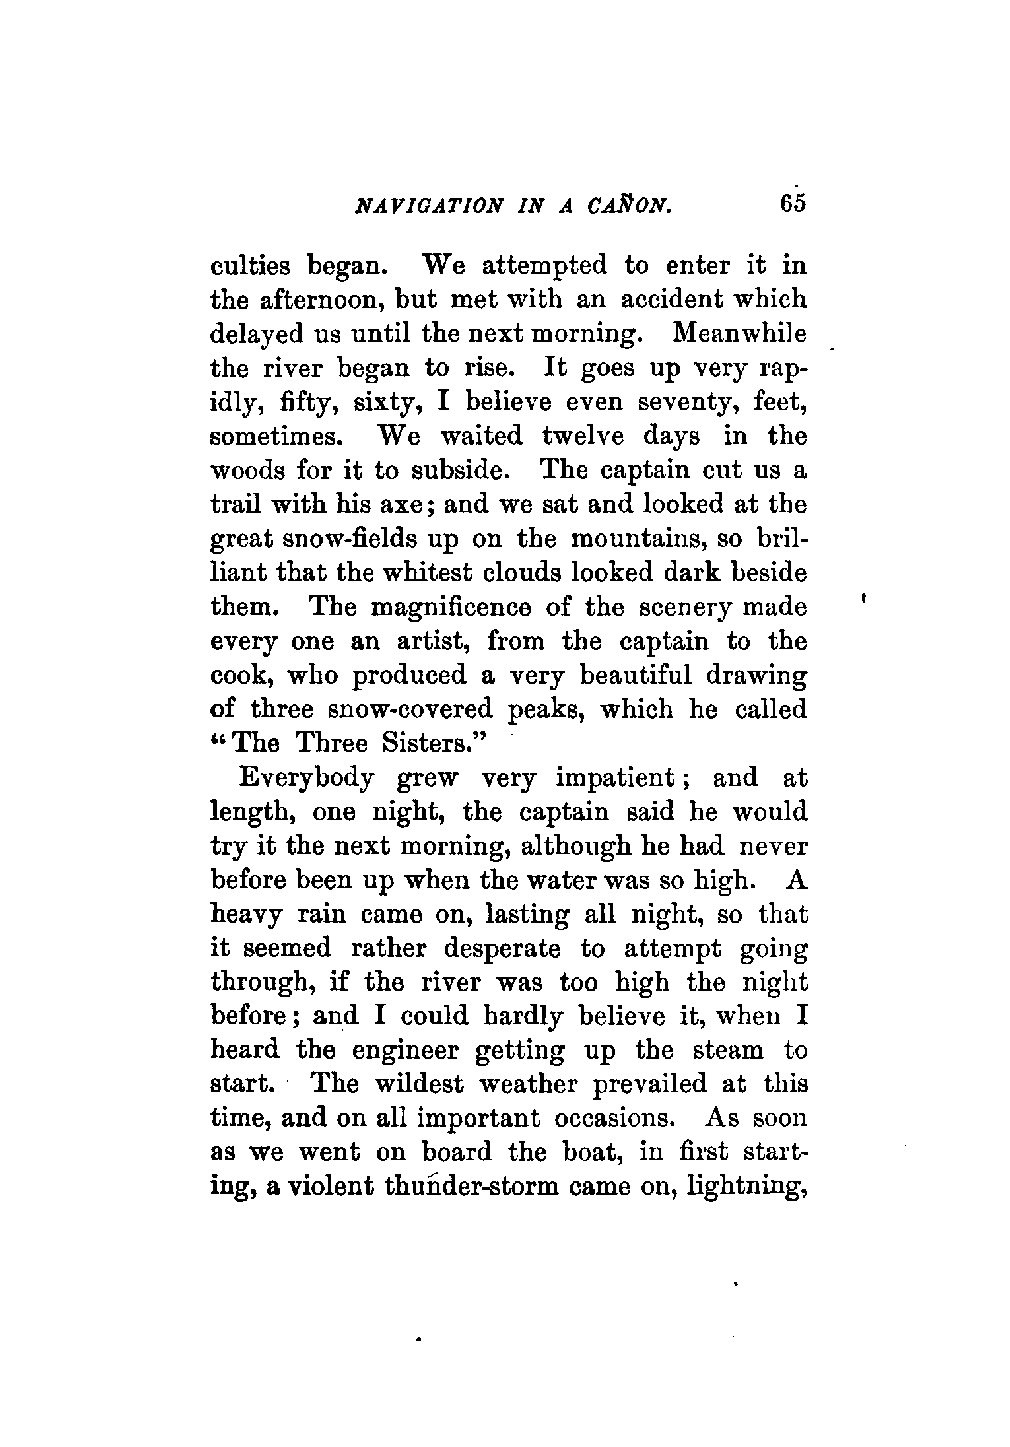 NAVIGATION IN A CAÑON. 65
culties began. We attempted to enter it in
the afternoon, but met with an accident which
delayed us until the next morning. Meanwhile
the river began to rise. It goes up very rap-
idly, fifty, sixty, I believe even seventy, feet,
sometimes. We waited twelve days in the
woods for it to subside. The captain cut us a
trail with his axe; and we sat and looked at the
great snow-fields up on the mountains, so bril-
liant that the whitest clouds looked dark beside
them. The magnificence of the scenery made
every one an artist, from the captain to the
cook, who produced a very beautiful drawing
of three snow-covered peaks, which he called
“The Three Sisters.”
Everybody grew very impatient; and at
length, one night, the captain said he would
try it the next morning, although he had never
before been up when the water was so high. A
heavy rain came on, lasting all night, so that
it seemed rather desperate to attempt going
through, if the river was too high the night
before; and I could hardly believe it, when I
heard the engineer getting up the steam to
start. The wildest weather prevailed at this
time, and on all important occasions. As soon
as we went on board the boat, in first start-
ing, a violent thunder-storm came on, lightning,